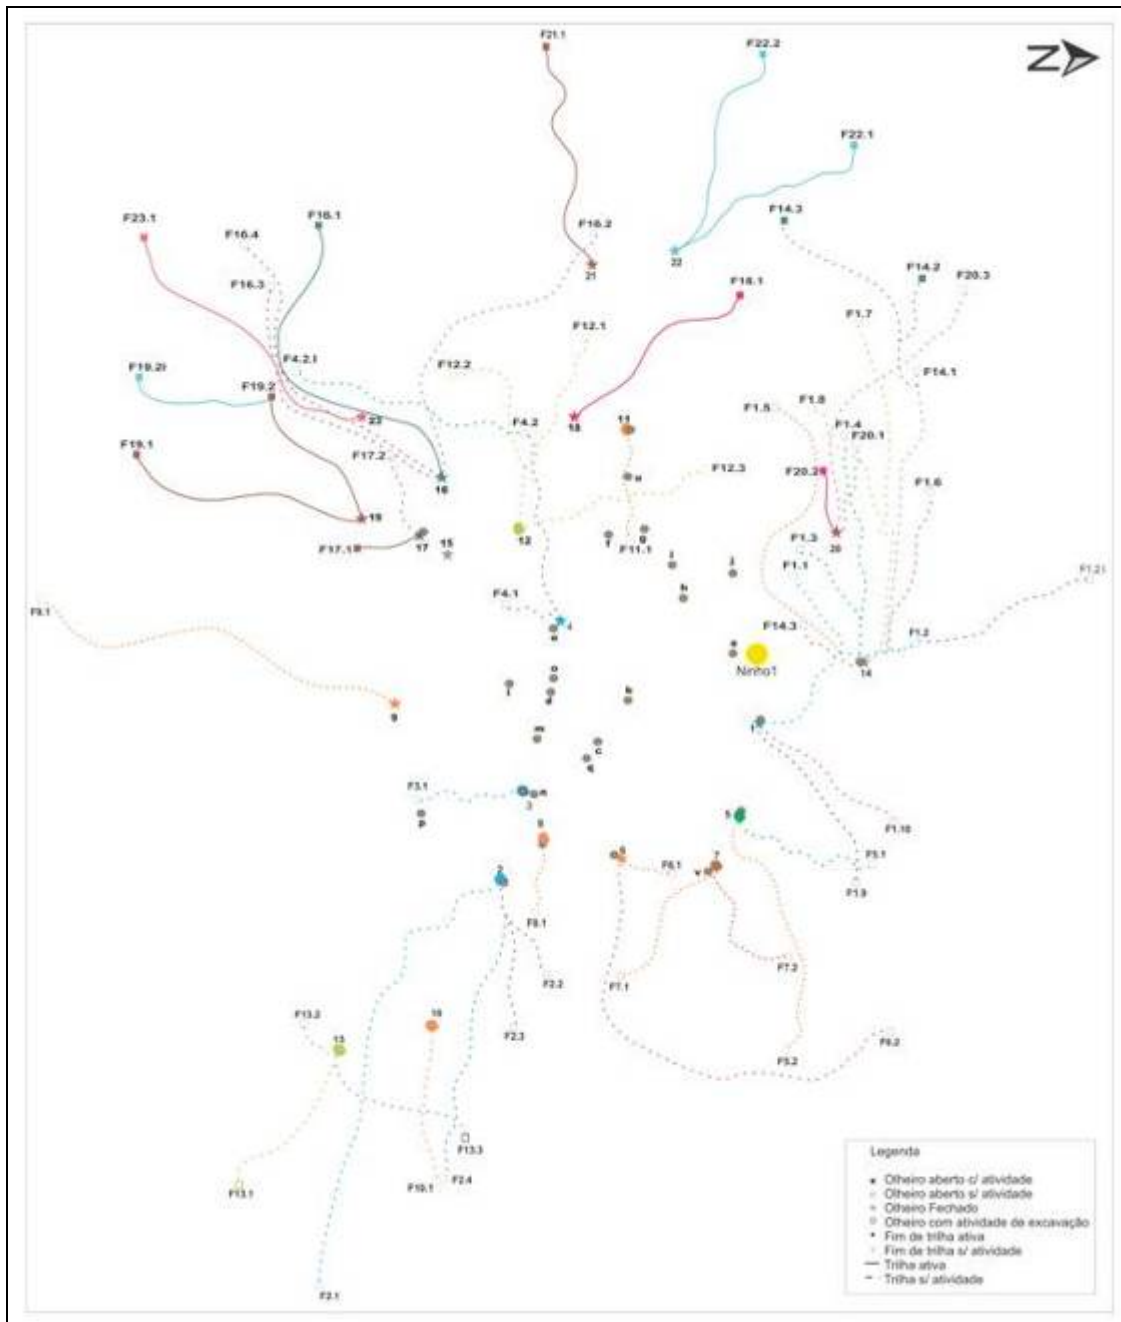 F21.1
F22.2
Z
F22.1
F14.3
F23.1
F16.1
F16.2
F16.4
F14.2
F20.3
21
22
F16.3
F18.1
F1.7
F12.1
F4.2.I
F12.2
F14.1
F19.2I
F19.2
F1.8
F1.5
23
F4.2
18
11
F1.4
F20.1
F19.1
F17.2
F12.3
F20.2
u
F1.6
16
19
F17.1
17
15
12
f
g
F11.1
F1.3
20
i
j
F1.1
F1.2I
h
F4.1
F9.1
4
F14.3
F1.2
e
Ninho1
14
o
l
d
b
9
1
m
c
q
F3.1
3
n
p
5
F1.10
8
6
7
F5.1
2
F6.1
v
F1.9
F8.1
F7.2
F2.2
F7.1
F13.2
10
F2.3
13
F6.2
F5.2
F13.3
F2.4
F10.1
F13.1
F2.1
Legenda
Olheiro aberto c/ atividade
Olheiro aberto s/ atividade
Olheiro Fechado
Olheiro com atividade de excavação
Fim de trilha ativa
Fim de trilha s/ atividade
Trilha ativa
Trilha s/ atividade